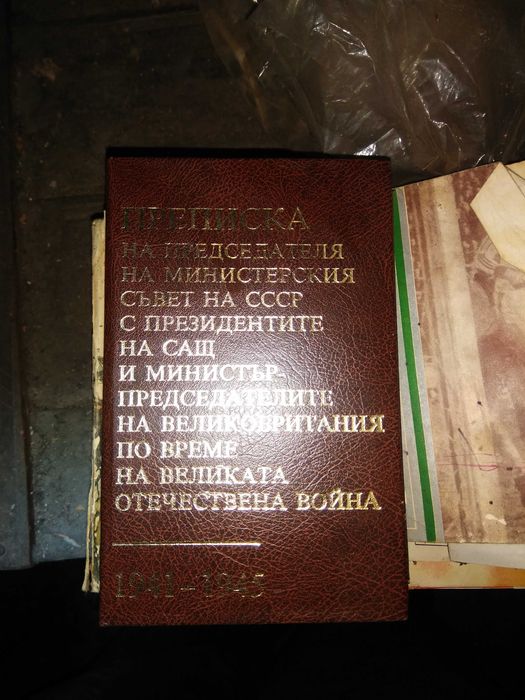 ПРЕПИСКА
НА ПРЕДСЕДАТЕЛЯ
НА МИНИСТЕРСКИЯ
СЪВЕТ НА СССР
С ПРЕЗИДЕНТИТЕ
НА САЩ
И МИНИСТЪР-
ПРЕДСЕДАТЕЛИТЕ
НА ВЕЛИКОБРИТАНИЯ
ПО ВРЕМЕ
НА ВЕЛИКАТА
ОТЕЧЕСТВЕНА ВОЙНА
1941–1945